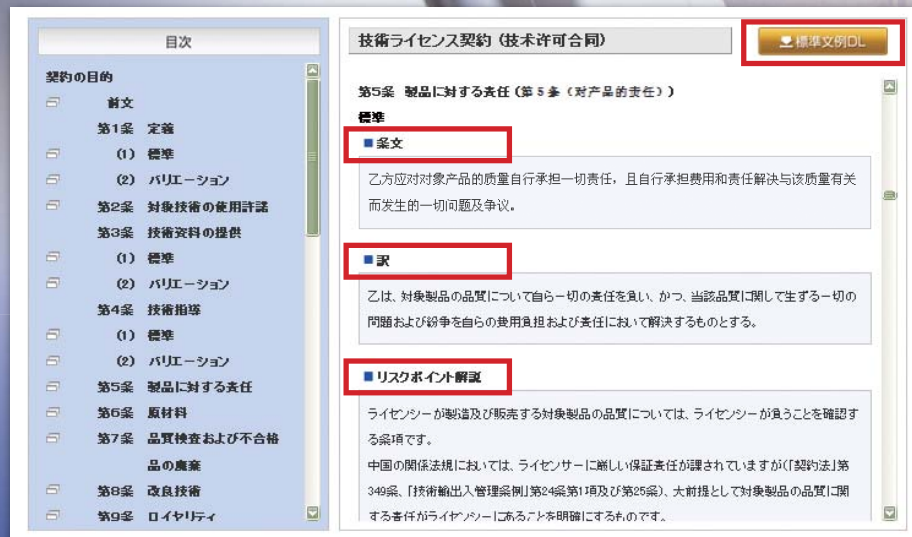 目次
契約の目的
前文
第1条 定義
(1) 標準
(2) バリエーション
第2条 対象技術の使用許諾
第3条 技術資料の提供
(1) 標準
(2) バリエーション
第4条 技術指導
(1) 標準
(2) バリエーション
第5条 製品に対する責任
第6条 原材料
第7条 品質検査および不合格
品の廃棄
第8条 改良技術
第9条 ロイヤリティ
技術ライセンス契約 (技术许可合同)
標準文例DL
第5条 製品に対する責任 (第5条 (对产品的责任))
標準
■条文
乙方应对对象产品的质量自行承担一切责任，且自行承担费用和责任解决与该质量有关
而发生的一切问题及争议。
■訳
乙は、対象製品の品質について自ら一切の責任を負い、かつ、当該品質に関して生ずる一切の
問題および紛争を自らの費用負担および責任において解決するものとする。
■リスクポイント解説
ライセンシーが製造及び販売する対象製品の品質については、ライセンシーが負うことを確認す
る条項です。
中国の関係法規においては、ライセンサーに厳しい保証責任が課されていますが(「契約法」第
349条、「技術輸出入管理条例」第24条第1項及び第25条)、大前提として対象製品の品質に関
する責任がライセンシーにあることを明確にするものです。